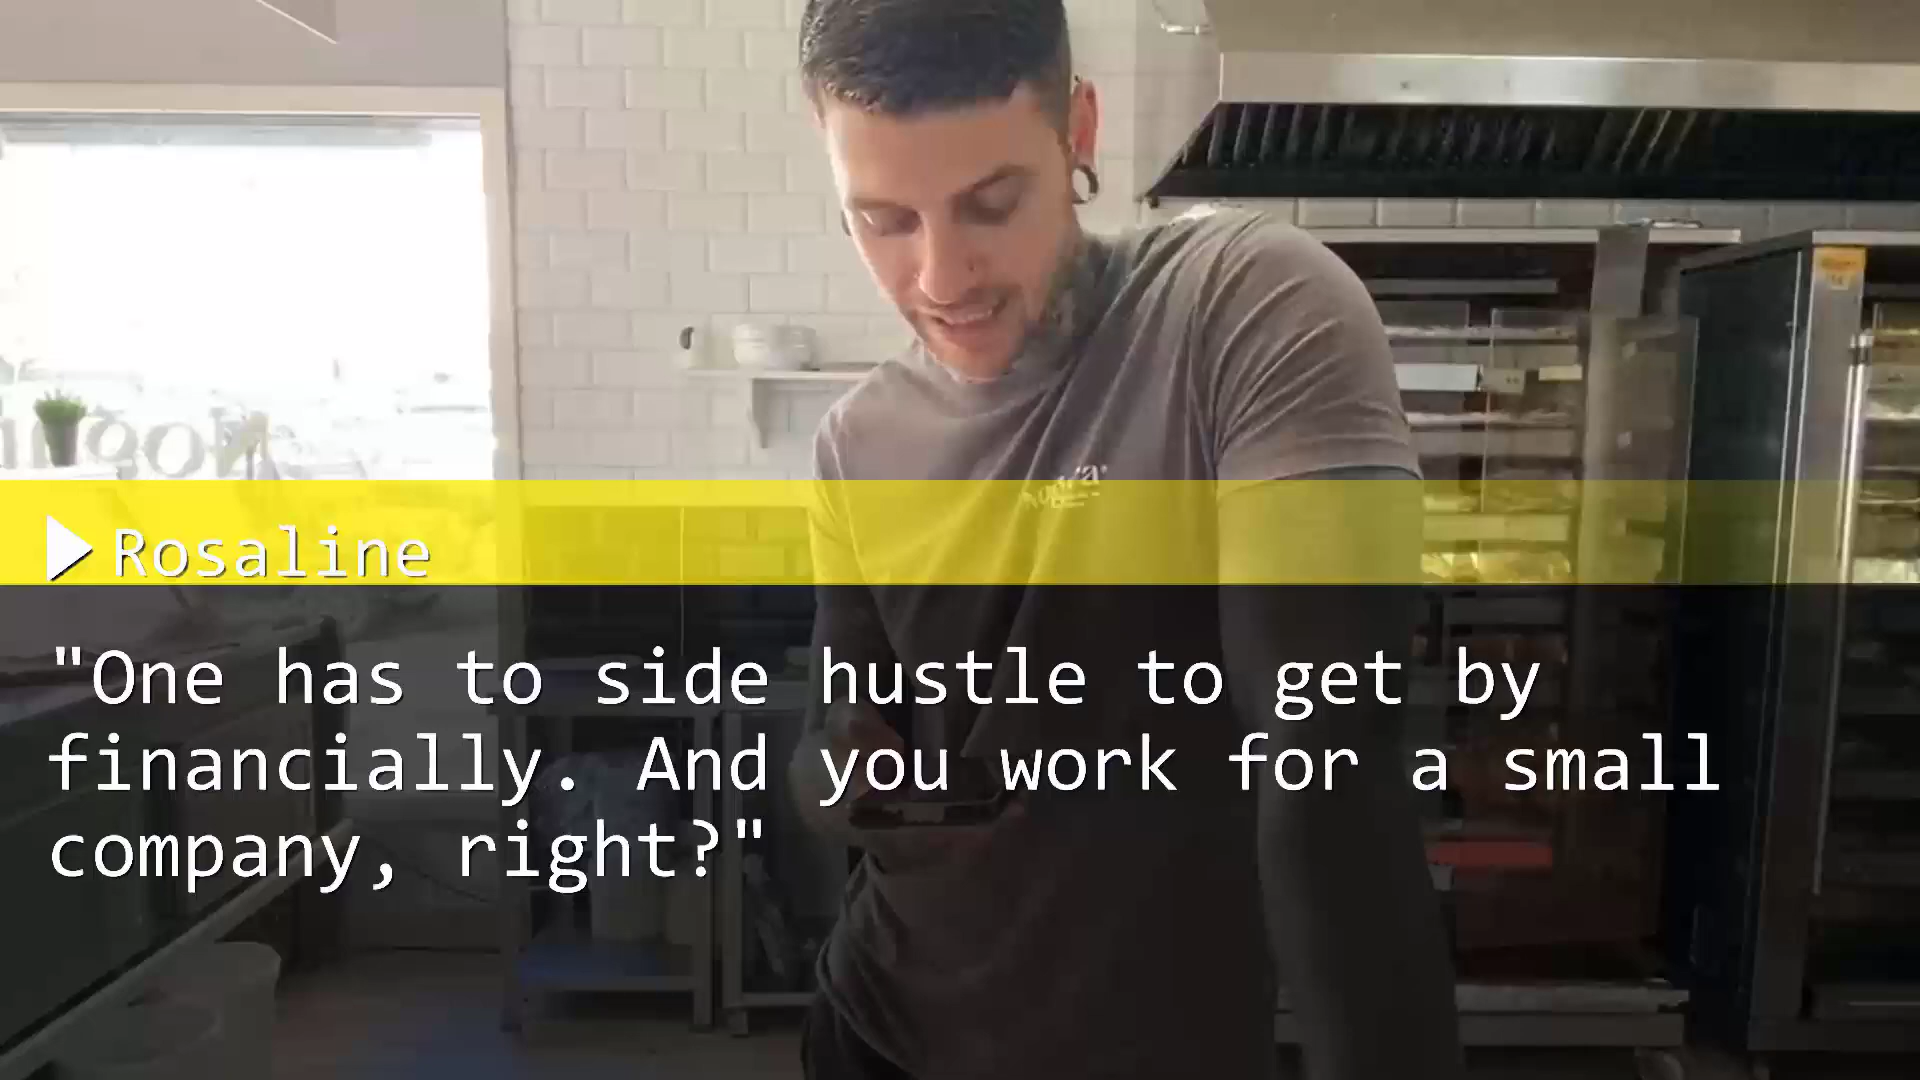 Rosaline
"One has to side hustle to get by
financially. And you work for a small
company, right?"